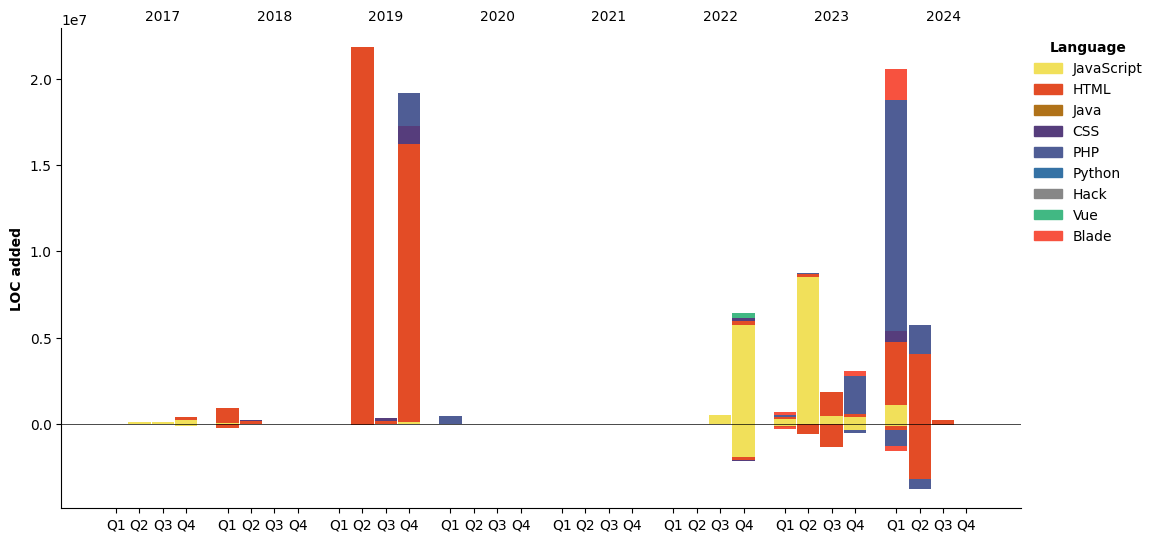 2017 2018 2019 2020 2021 2022 2023 2024
1e7
Language
JavaScript
HTML
Java
CSS
PHP
Python
Hack
Vue
Blade
2.0
1.5
1.0
0.5
0.0
LOC added
Q1 Q2 Q3 Q4 Q1 Q2 Q3 Q4 Q1 Q2 Q3 Q4 Q1 Q2 Q3 Q4 Q1 Q2 Q3 Q4 Q1 Q2 Q3 Q4 Q1 Q2 Q3 Q4 Q1 Q2 Q3 Q4